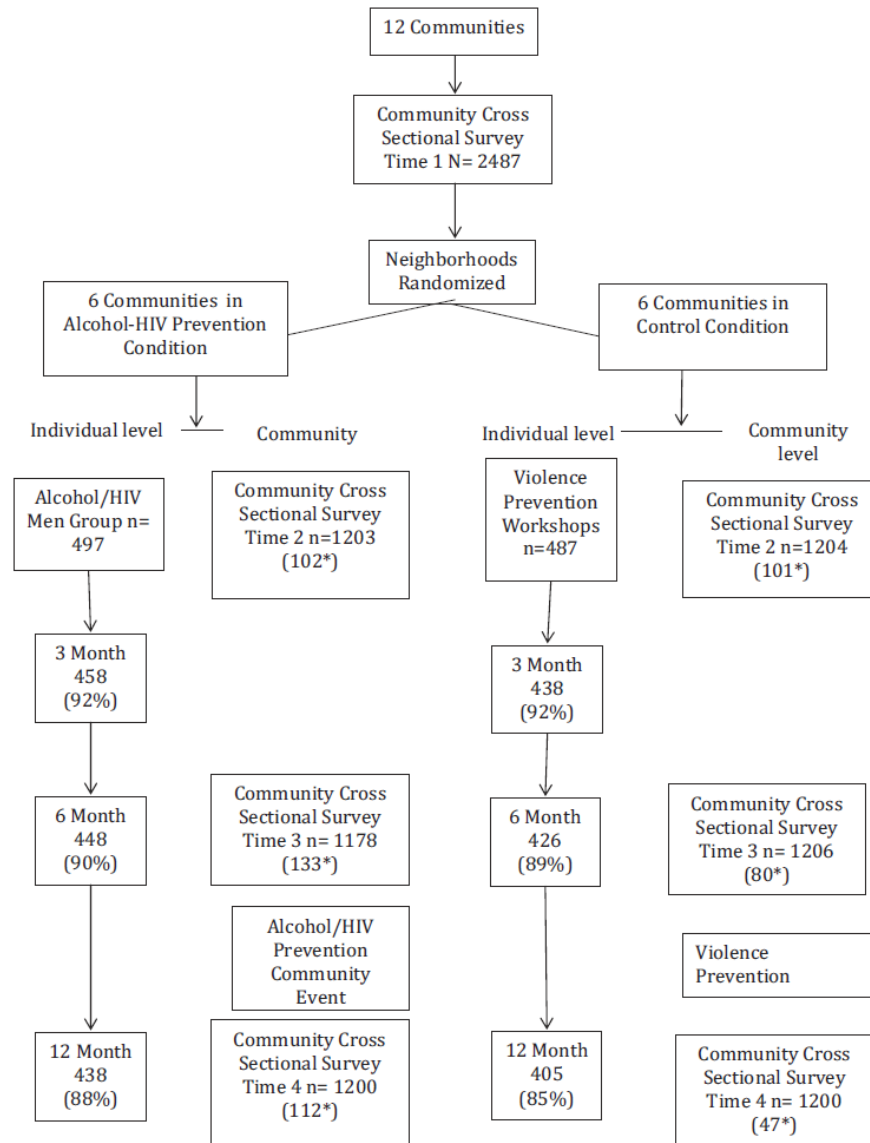 12 Communities
Community Cross
Sectional Survey
Time 1 N= 2487
Neighborhoods
Randomized
6 Communities in
Alcohol-HIV Prevention
Condition
6 Communities in
Control Condition
Individual level
Community
Individual level
Community
level
Alcohol/HIV
Men Group n=
497
Community Cross
Sectional Survey
Time 2 n=1203
(102*)
Violence
Prevention
Workshops
n=487
Community Cross
Sectional Survey
Time 2 n=1204
(101*)
3 Month
458
(92%)
3 Month
438
(92%)
6 Month
448
(90%)
Community Cross
Sectional Survey
Time 3 n= 1178
(133*)
6 Month
426
(89%)
Community Cross
Sectional Survey
Time 3 n= 1206
(80*)
Alcohol/HIV
Prevention
Community
Event
Violence
Prevention
12 Month
438
(88%)
Community Cross
Sectional Survey
Time 4 n= 1200
(112*)
12 Month
405
(85%)
Community Cross
Sectional Survey
Time 4 n= 1200
(47*)